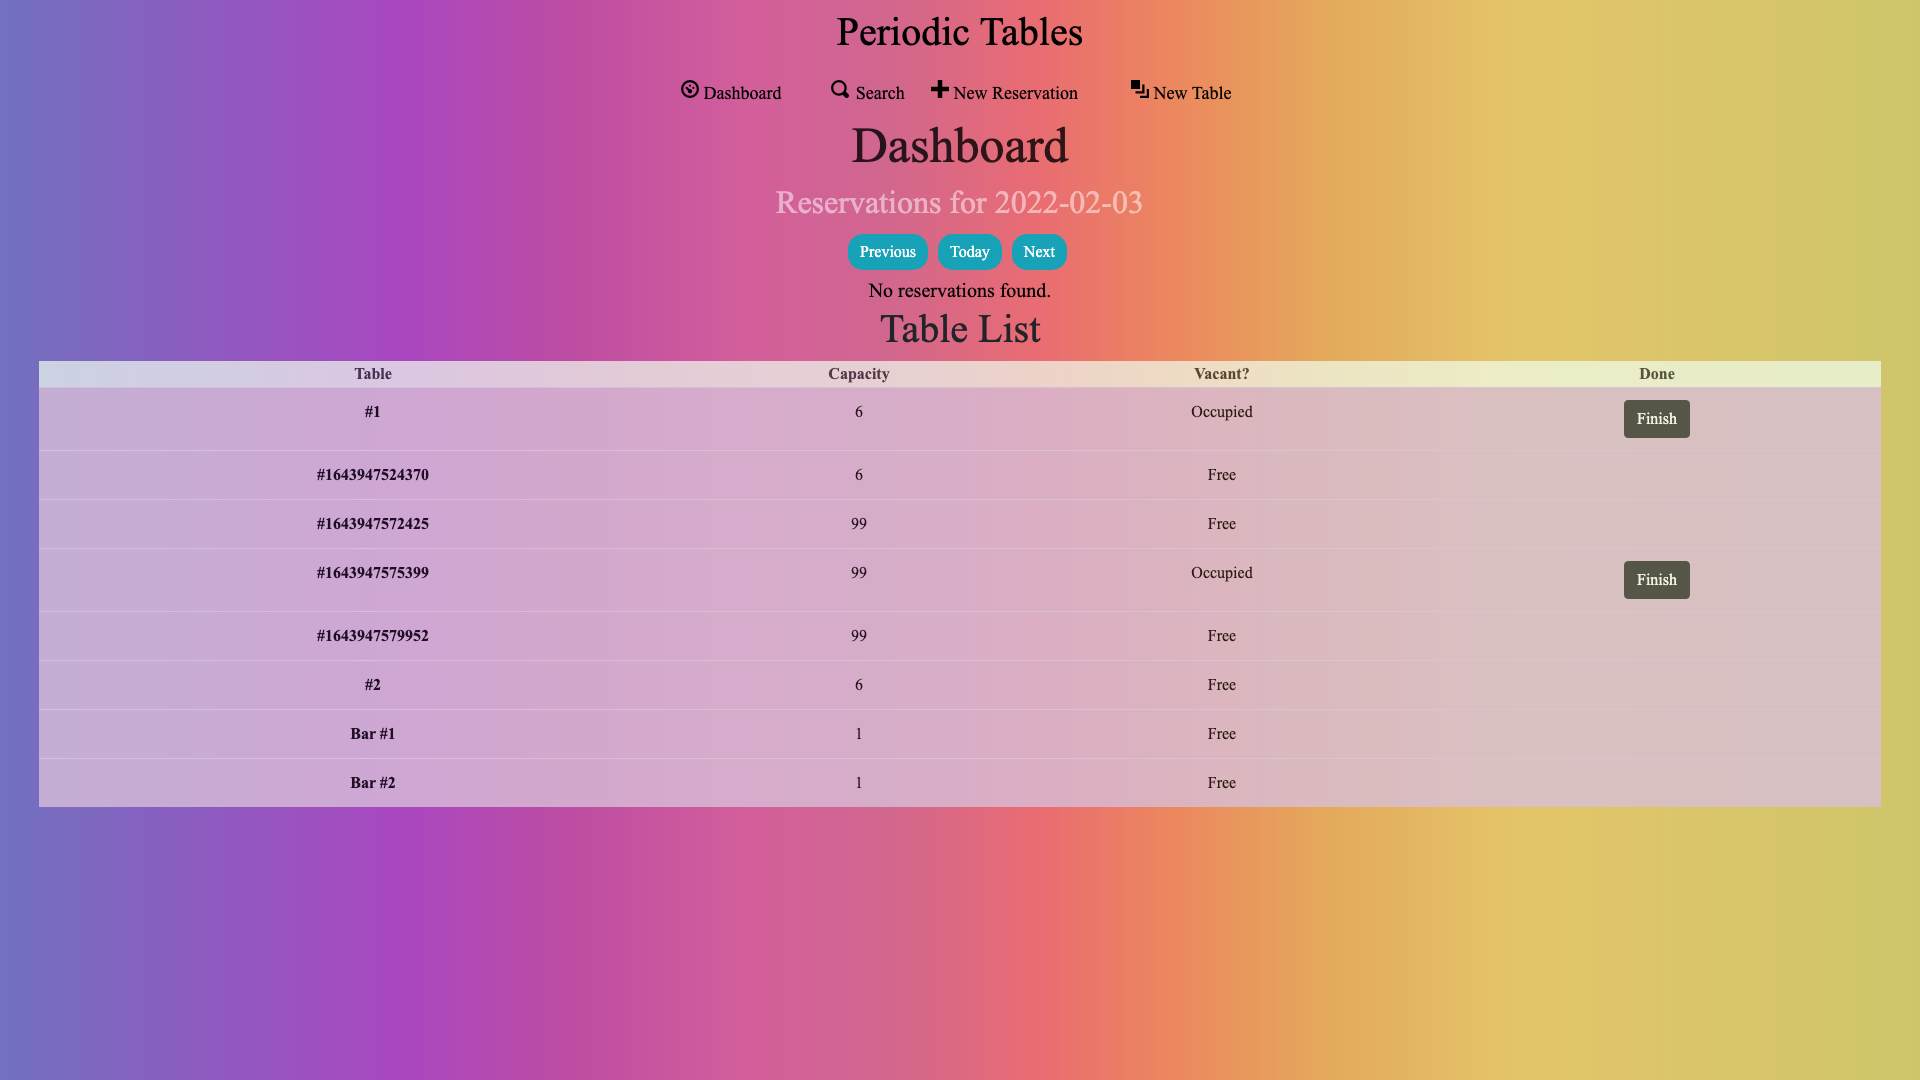 Periodic Tables
Dashboard Search New Reservation New Table
Dashboard
Reservations for 2022-02-03
Previous Today Next
No reservations found.
Table List
Table Capacity Vacant? Done
#1 6 Occupied Finish
#1643947524370 6 Free
#1643947572425 99 Free
#1643947575399 99 Occupied Finish
#1643947579952 99 Free
#2 6 Free
Bar #1 1 Free
Bar #2 1 Free